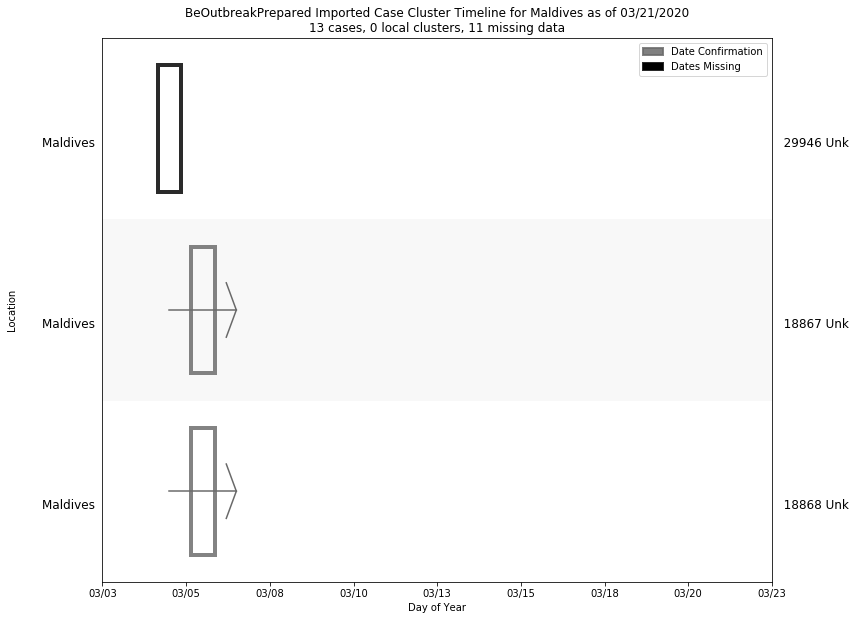 BeOutbreakPrepared Imported Case Cluster Timeline for Maldives as of 03/21/2020
13 cases, 0 local clusters, 11 missing data
Date Confirmation
Dates Missing
Maldives
29946 Unk
Maldives
18867 Unk
Location
Maldives
18868 Unk
03/03 03/05 03/08 03/10 03/13 03/15 03/18 03/20 03/23
Day of Year